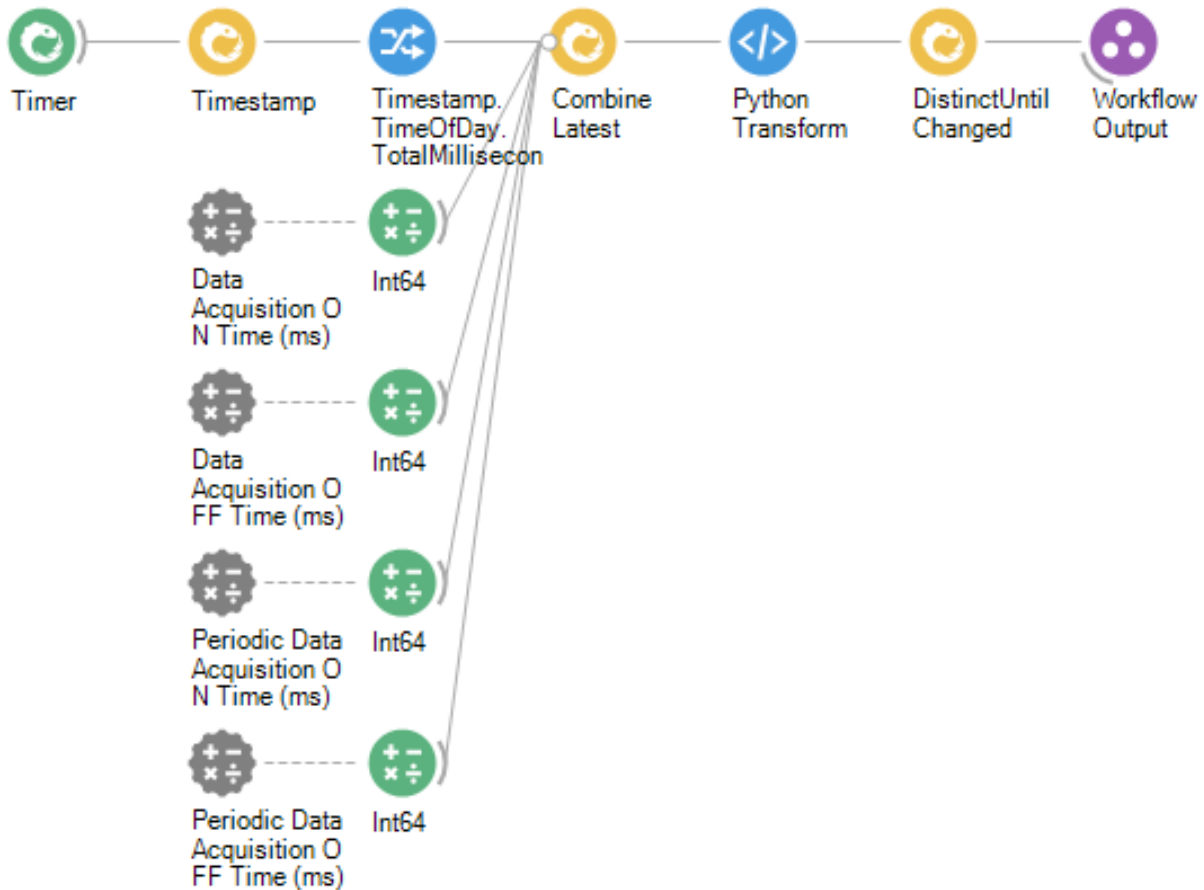 Timer
Timestamp
Timestamp.
TimeOfDay.
TotalMillisecon
Combine
Latest
Python
Transform
DistinctUntil
Changed
Workflow
Output
Data
Acquisition O
N Time (ms)
Int64
Data
Acquisition O
FF Time (ms)
Int64
Periodic Data
Acquisition O
N Time (ms)
Int64
Periodic Data
Acquisition O
FF Time (ms)
Int64